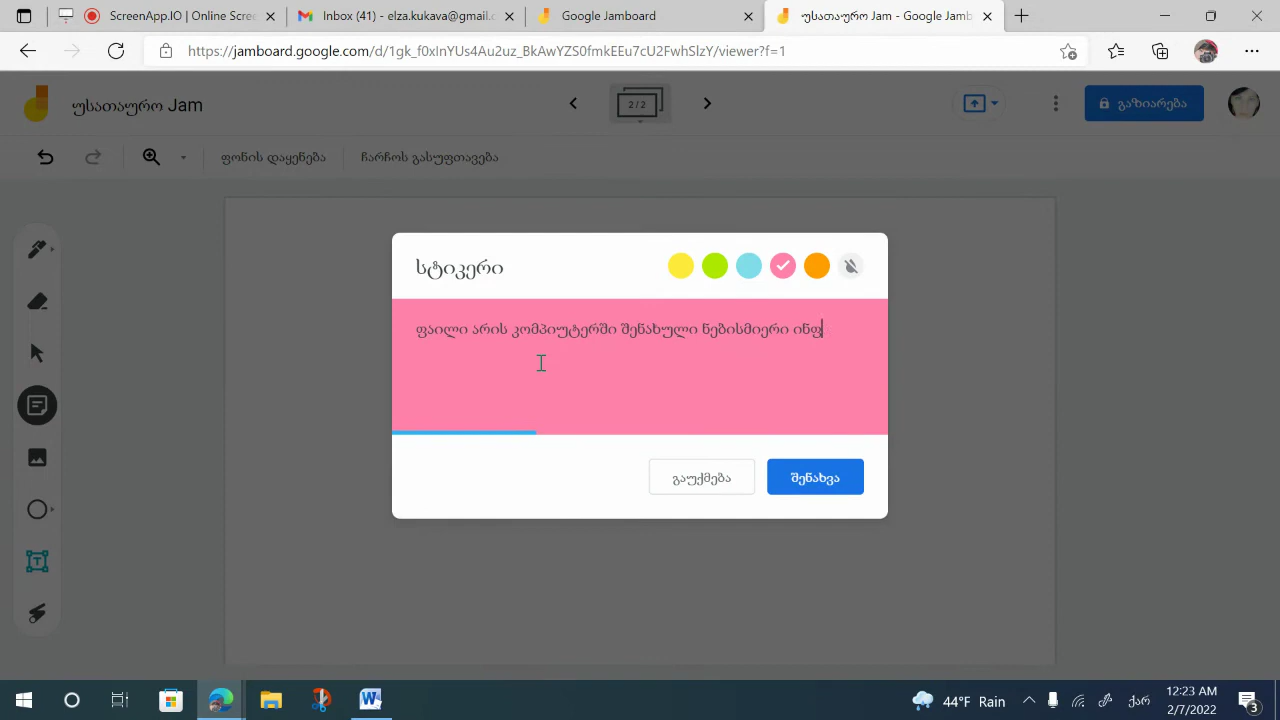 ScreenApp.IO | Online Screen
Inbox (41) - elza.kukava@gmail.c
Google Jamboard
უსათაურო Jam - Google Jamb
https://jamboard.google.com/d/1gk_f0xInYUs4Au2uz_BkAwYZS0fmkEEu7cU2FwhSlzY/viewer?f=1
უსათაურო Jam
2/2
გაზიარება
ფონის დაყენება
ჩარჩოს გასუფთავება
სტიკერი
ფაილი არის კომპიუტერში შენახული ნებისმიერი ინფ
გაუქმება
შენახვა
44°F Rain
ქარ
12:23 AM
2/7/2022
3